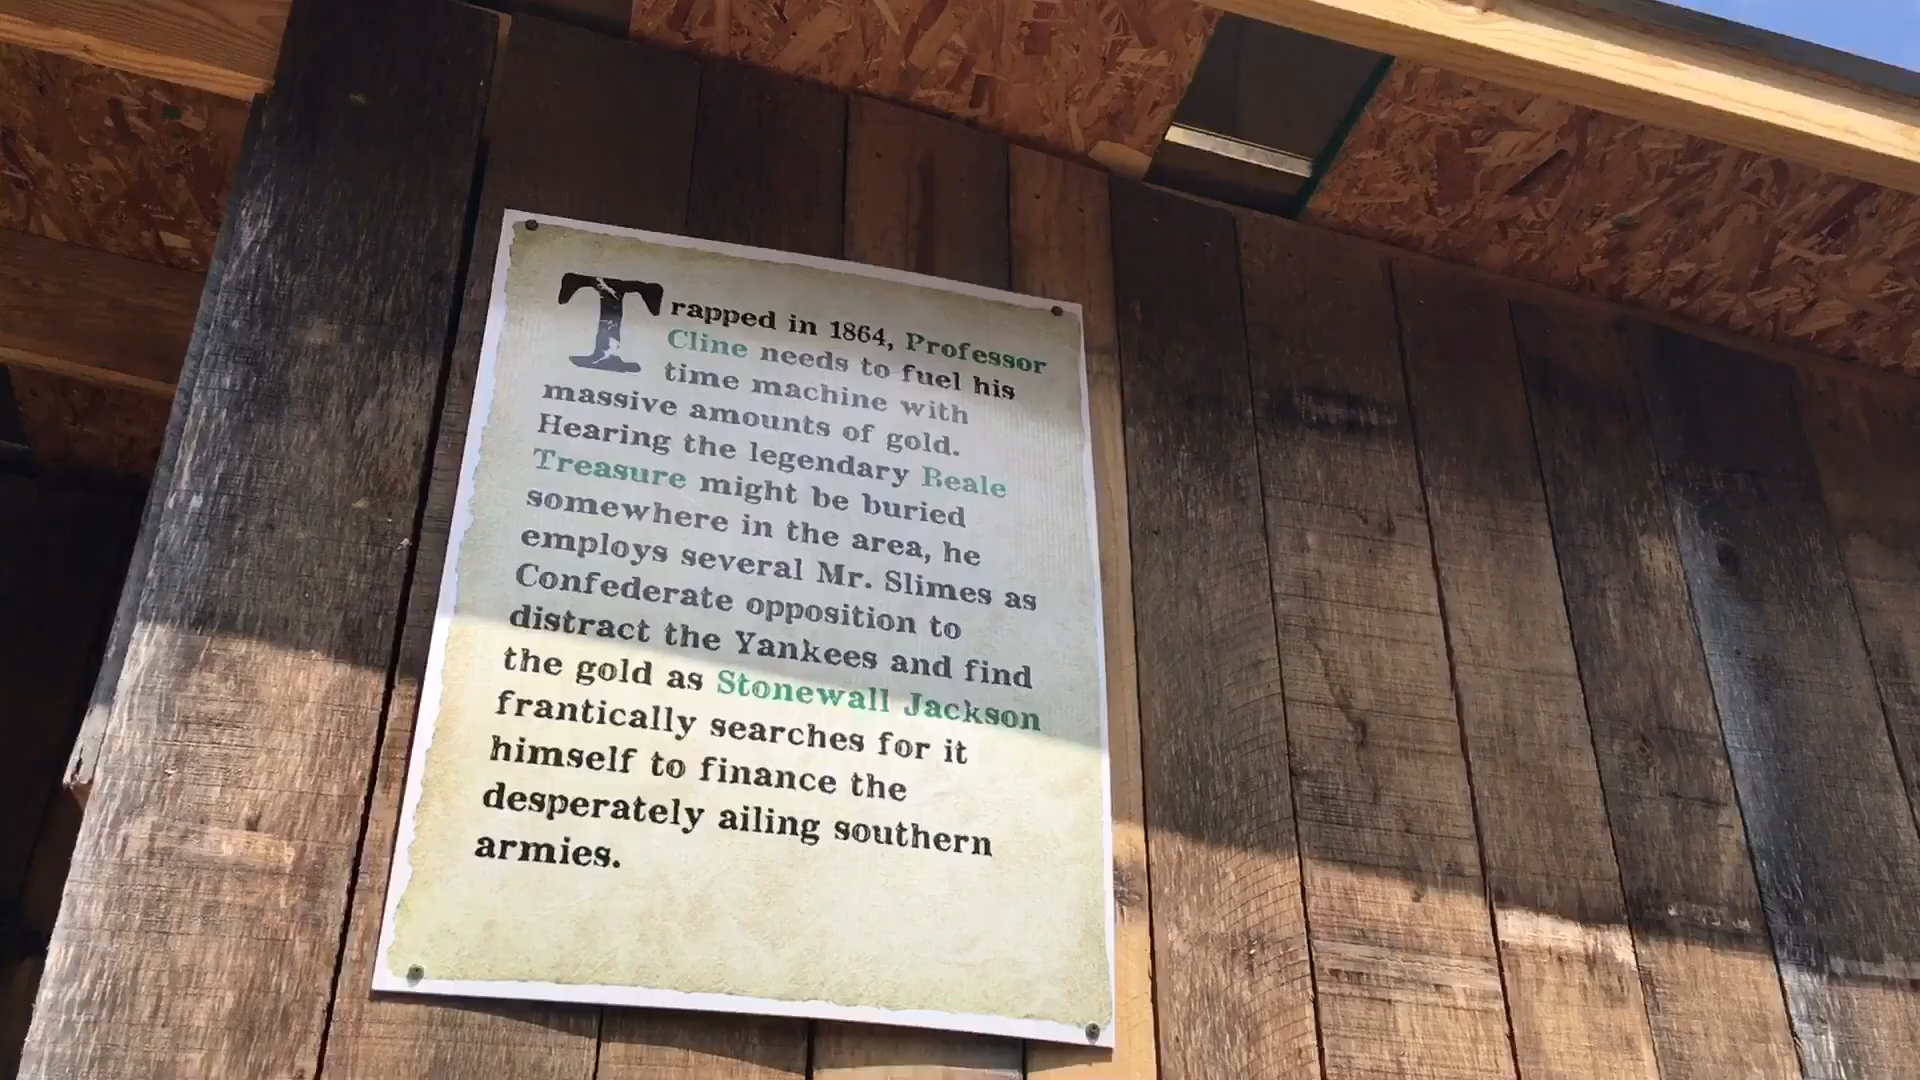 Trapped in 1864, Professor
Cline needs to fuel his
time machine with
massive amounts of gold.
Hearing the legendary Beale
Treasure might be buried
somewhere in the area, he
employs several Mr. Slimes as
Confederate opposition to
distract the Yankees and find
the gold as Stonewall Jackson
frantically searches for it
himself to finance the
desperately ailing southern
armies.